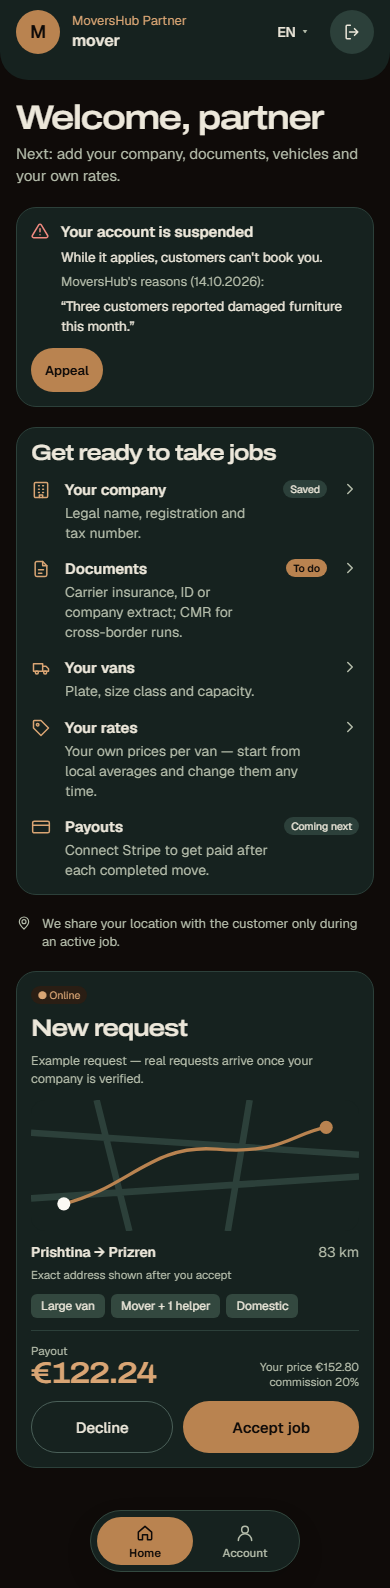 M
MoversHub Partner
mover
EN
Welcome, partner
Next: add your company, documents, vehicles and
your own rates.
Your account is suspended
While it applies, customers can't book you.
MoversHub's reasons (14.10.2026):
“Three customers reported damaged furniture
this month.”
Appeal
Get ready to take jobs
Your company
Saved
Legal name, registration and
tax number.
Documents
To do
Carrier insurance, ID or
company extract; CMR for
cross-border runs.
Your vans
Plate, size class and capacity.
Your rates
Your own prices per van — start from
local averages and change them any
time.
Payouts
Coming next
Connect Stripe to get paid after
each completed move.
We share your location with the customer only during
an active job.
Online
New request
Example request — real requests arrive once your
company is verified.
Prishtina → Prizren
83 km
Exact address shown after you accept
Large van
Mover + 1 helper
Domestic
Payout
€122.24
Your price €152.80
commission 20%
Decline
Accept job
Home
Account